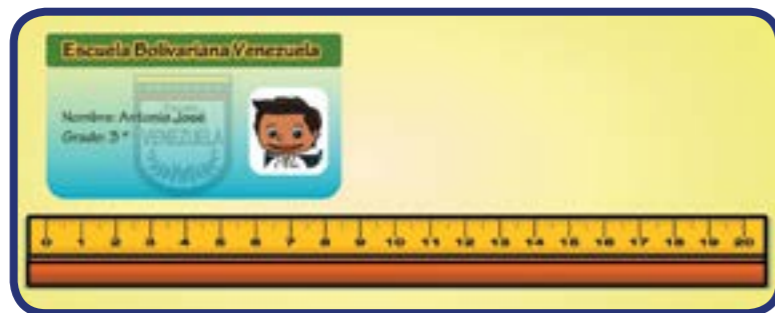 Escuela Bolivariana Venezuela
Nombre: Antonio José
Grado: 3 º
VENEZUELA
0 1 2 3 4 5 6 7 8 9 10 11 12 13 14 15 16 17 18 19 20